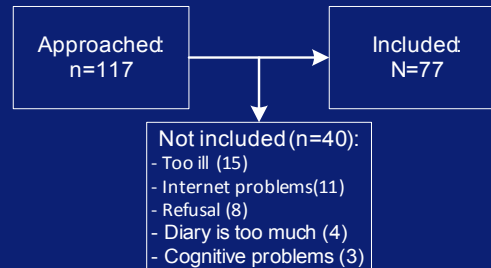 Approached:
n=117
Included:
N=77
Not included (n=40):
- Too ill (15)
- Internet problems(11)
- Refusal (8)
- Diary is too much (4)
- Cognitive problems (3)